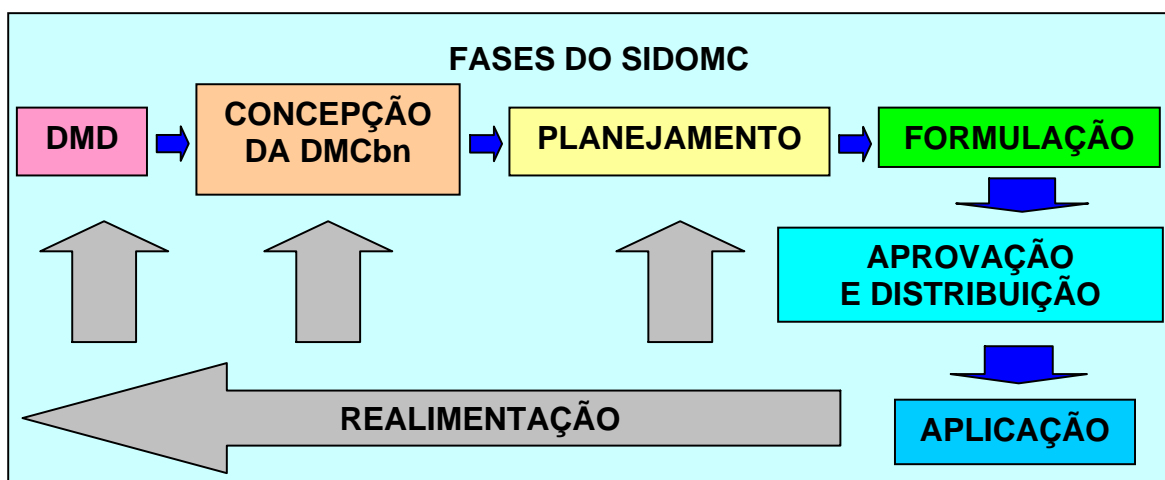 FASES DO SIDOMC
DMD
CONCEPÇÃO
DA DMCbn
PLANEJAMENTO
FORMULAÇÃO
APROVAÇÃO
E DISTRIBUIÇÃO
REALIMENTAÇÃO
APLICAÇÃO